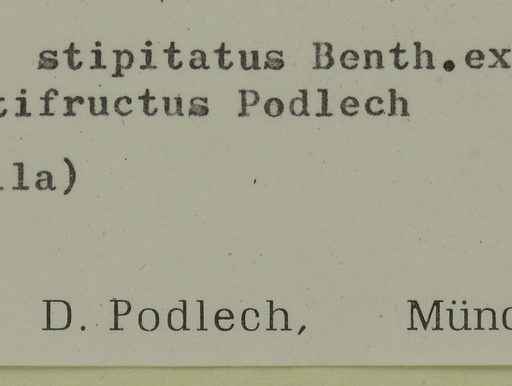 stipitatus Benth.ex
tifructus Podlech
lla)
D. Podlech, Münc